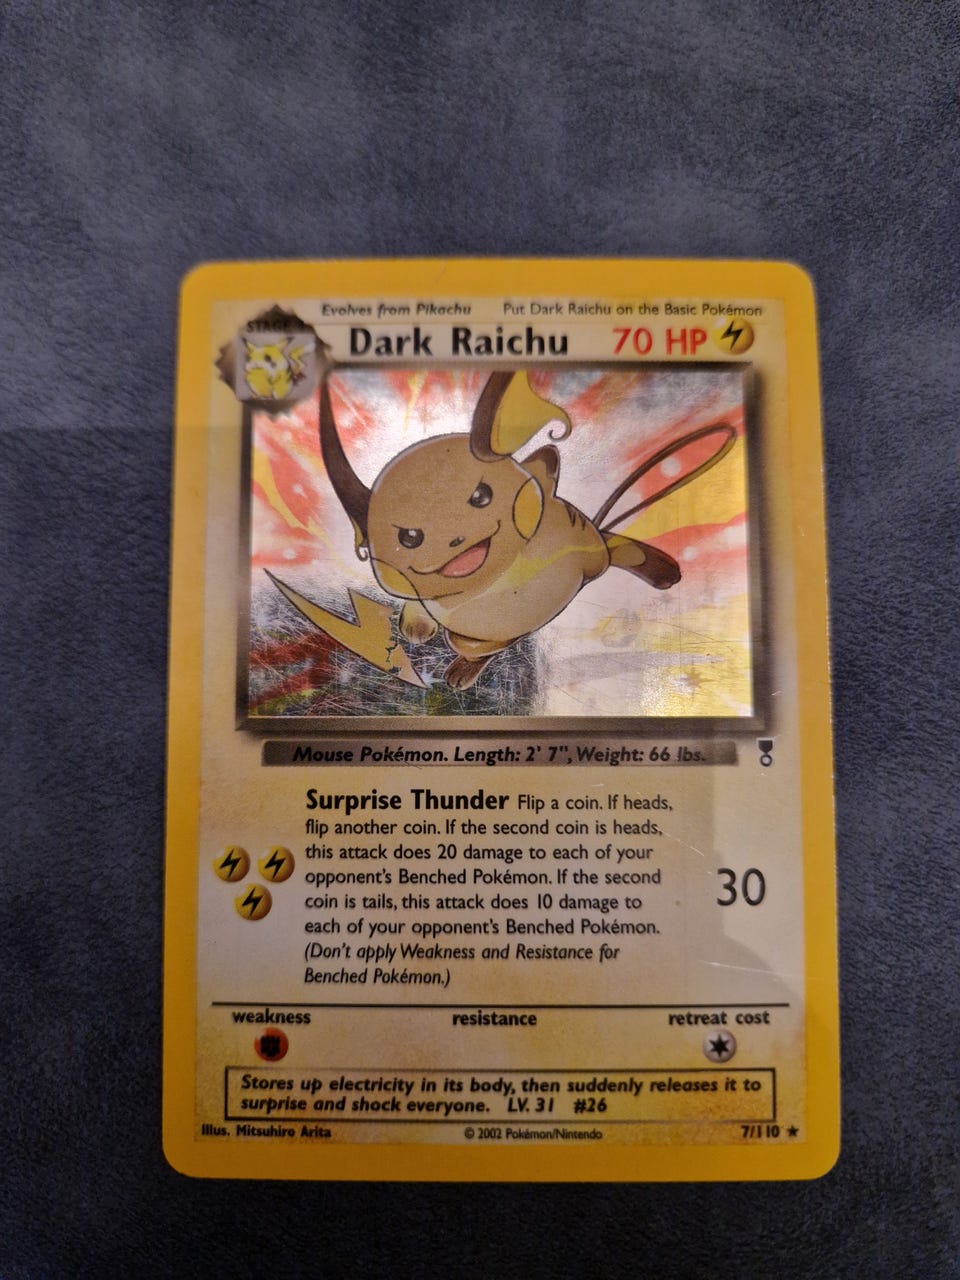 Evolves from Pikachu Put Dark Raichu on the Basic Pokémon
STAGE 1
Dark Raichu 70 HP
Mouse Pokémon. Length: 2' 7", Weight: 66 lbs.
Surprise Thunder Flip a coin. If heads,
flip another coin. If the second coin is heads,
this attack does 20 damage to each of your
opponent's Benched Pokémon. If the second
coin is tails, this attack does 10 damage to
each of your opponent's Benched Pokémon.
(Don't apply Weakness and Resistance for
Benched Pokémon.)
30
weakness resistance retreat cost
Stores up electricity in its body, then suddenly releases it to
surprise and shock everyone. LV. 31 #26
Illus. Mitsuhiro Arita © 2002 Pokémon/Nintendo 7/110 ★